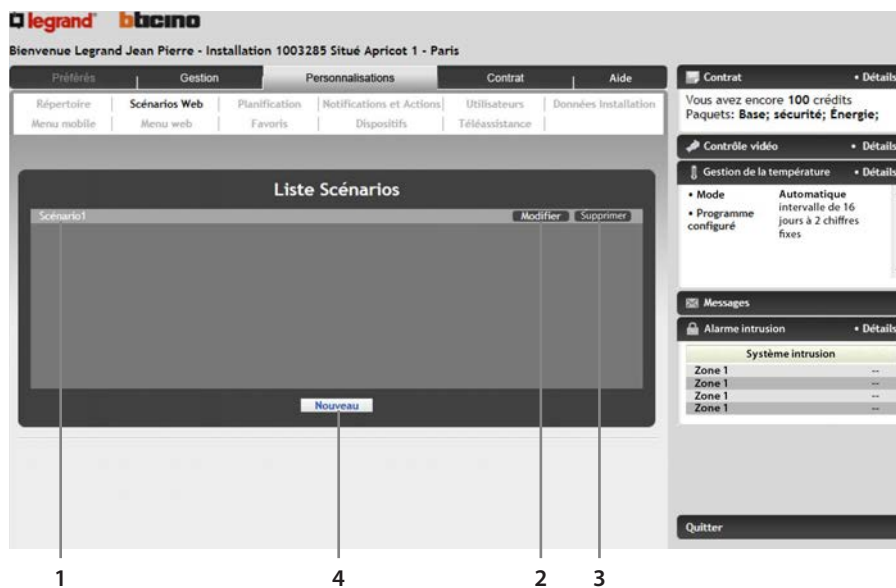 legrand bticino
Bienvenue Legrand Jean Pierre - Installation 1003285 Situé Apricot 1 - Paris
Préférés Gestion Personnalisations Contrat Aide
Répertoire Scénarios Web Planification Notifications et Actions Utilisateurs Données Installation
Menu mobile Menu web Favoris Dispositifs Téléassistance
Liste Scénarios
Scénario1 Modifier Supprimer
Nouveau
Contrat • Détails
Vous avez encore 100 crédits
Paquets: Base; sécurité; Énergie;
Contrôle vidéo • Détails
Gestion de la température • Détails
• Mode Automatique
intervalle de 16
• Programme jours à 2 chiffres
configuré fixes
Messages
Alarme intrusion • Détails
Système intrusion
Zone 1 --
Zone 1 --
Zone 1 --
Zone 1 --
Quitter
1 4 2 3